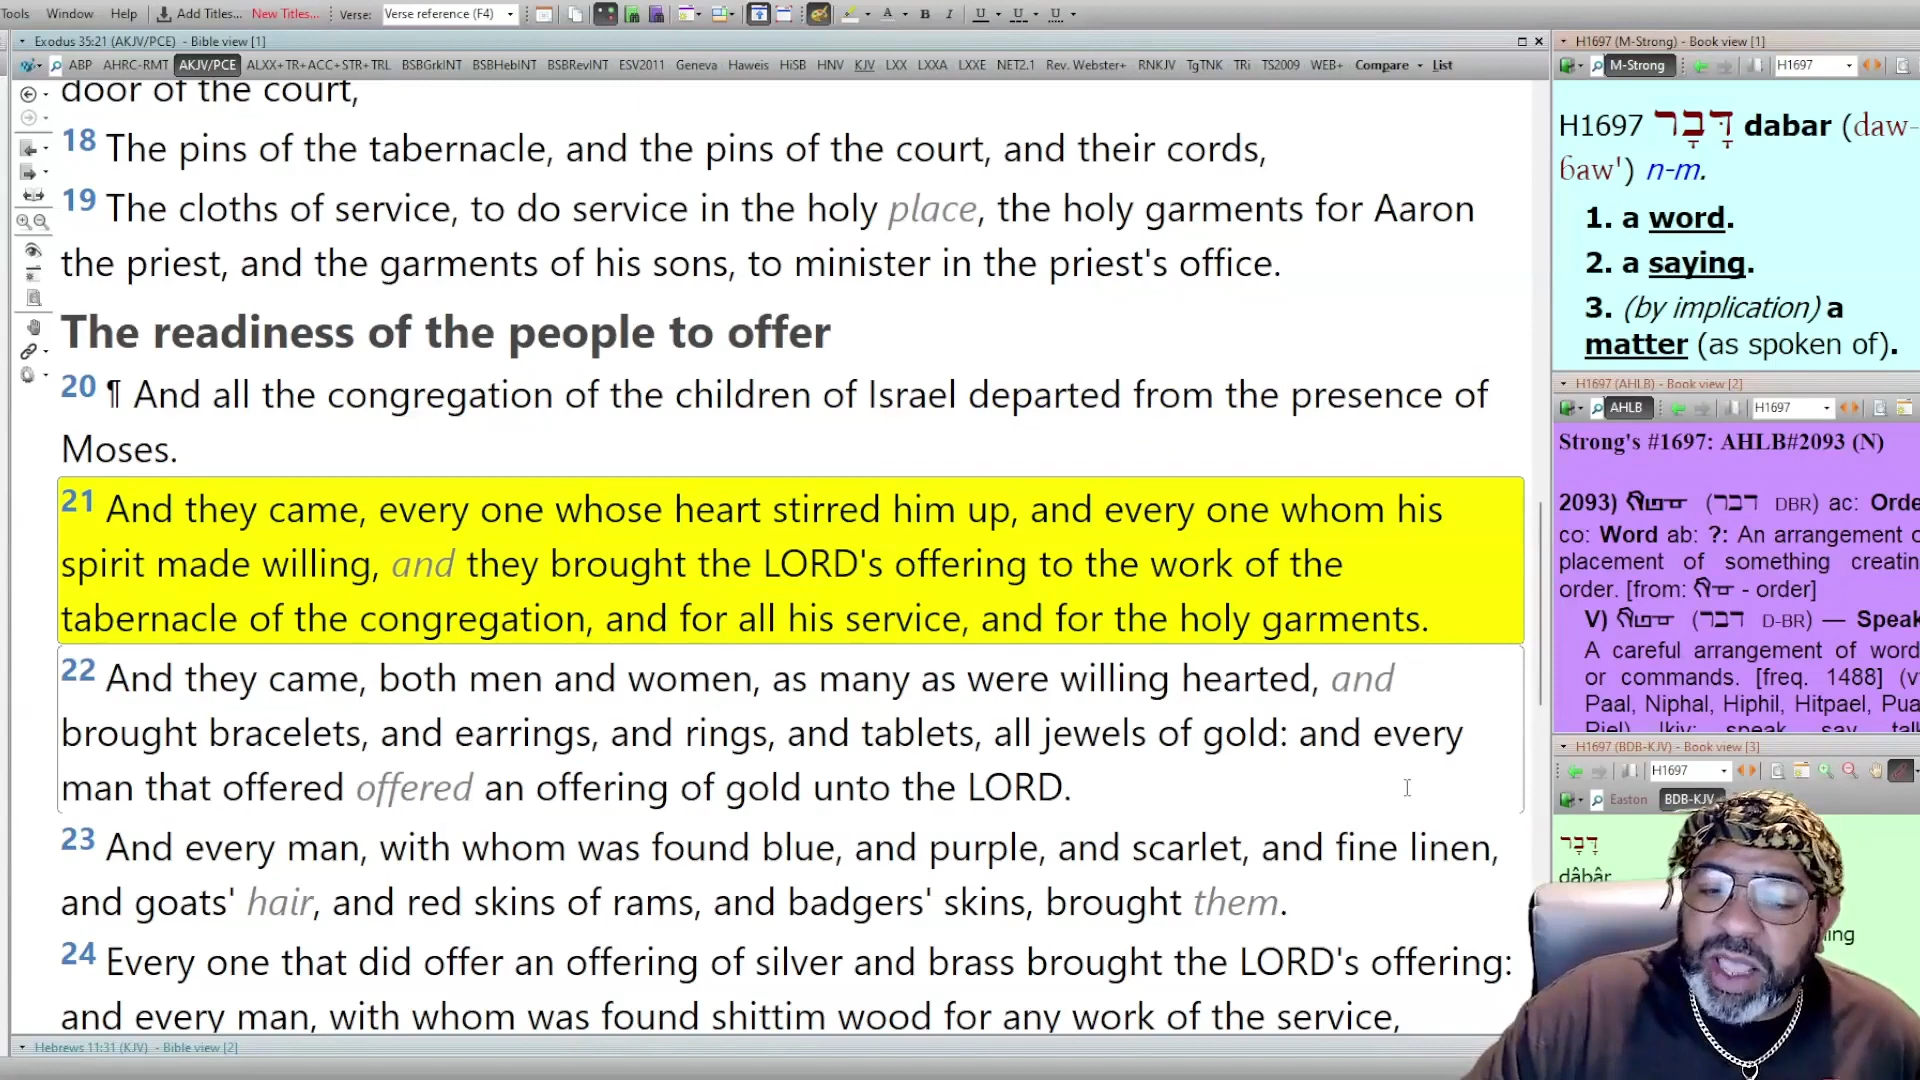 Tools Window Help Add Titles... New Titles... Verse: Verse reference (F4) A B I U U U
Exodus 35:21 (AKJV/PCE) - Bible view [1]
ABP AHRC-RMT AKJV/PCE ALXX+TR+ACC+STR+TRL BSBGrkINT BSBHebINT BSBRevINT ESV2011 Geneva Haweis HiSB HNV KJV LXX LXXA LXXE NET2.1 Rev. Webster+ RNKJV TgTNK TRi TS2009 WEB+ Compare List
door of the court,
18 The pins of the tabernacle, and the pins of the court, and their cords,
19 The cloths of service, to do service in the holy place, the holy garments for Aaron
the priest, and the garments of his sons, to minister in the priest's office.
The readiness of the people to offer
20 ¶ And all the congregation of the children of Israel departed from the presence of
Moses.
21 And they came, every one whose heart stirred him up, and every one whom his
spirit made willing, and they brought the LORD's offering to the work of the
tabernacle of the congregation, and for all his service, and for the holy garments.
22 And they came, both men and women, as many as were willing hearted, and
brought bracelets, and earrings, and rings, and tablets, all jewels of gold: and every
man that offered offered an offering of gold unto the LORD.
23 And every man, with whom was found blue, and purple, and scarlet, and fine linen,
and goats' hair, and red skins of rams, and badgers' skins, brought them.
24 Every one that did offer an offering of silver and brass brought the LORD's offering:
and every man, with whom was found shittim wood for any work of the service,
Hebrews 11:31 (KJV) - Bible view [2]
H1697 (M-Strong) - Book view [1]
M-Strong H1697
H1697 דָּבָר dabar (daw-
baw') n-m.
1. a word.
2. a saying.
3. (by implication) a
matter (as spoken of).
H1697 (AHLB) - Book view [2]
AHLB H1697
Strong's #1697: AHLB#2093 (N)
2093) (דבר DBR) ac: Orde
co: Word ab: ?: An arrangement o
placement of something creatin
order. [from: - order]
V) (דבר D-BR) — Speak
A careful arrangement of word
or commands. [freq. 1488] (v
Paal, Niphal, Hiphil, Hitpael, Pua
Piel) [kjv: speak, say, talk
H1697 (BDB-KJV) - Book view [3]
H1697
Easton BDB-KJV
דָּבָר
dâbâr